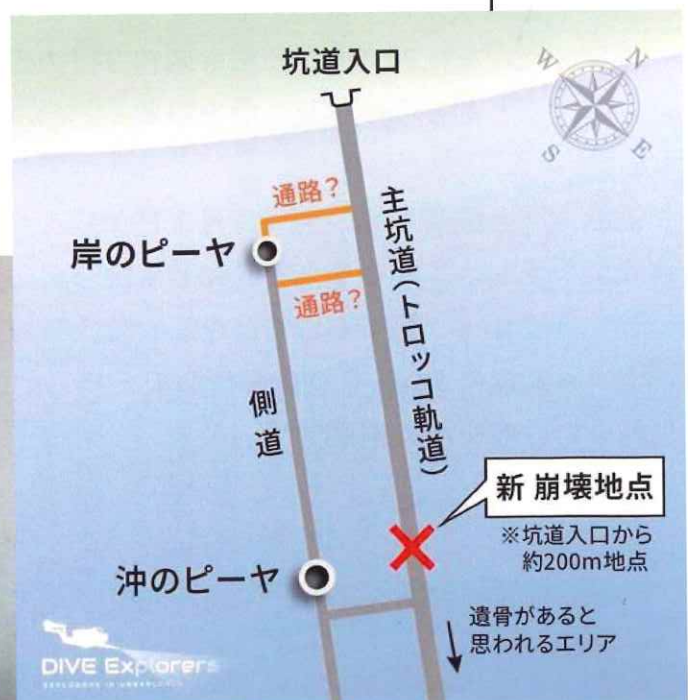 坑道入口
W
N
S
E
通路？
岸のピーヤ
通路？
主坑道（トロッコ軌道）
側道
新 崩壊地点
※坑道入口から
約200m地点
沖のピーヤ
遺骨があると
思われるエリア
DIVE Explorers